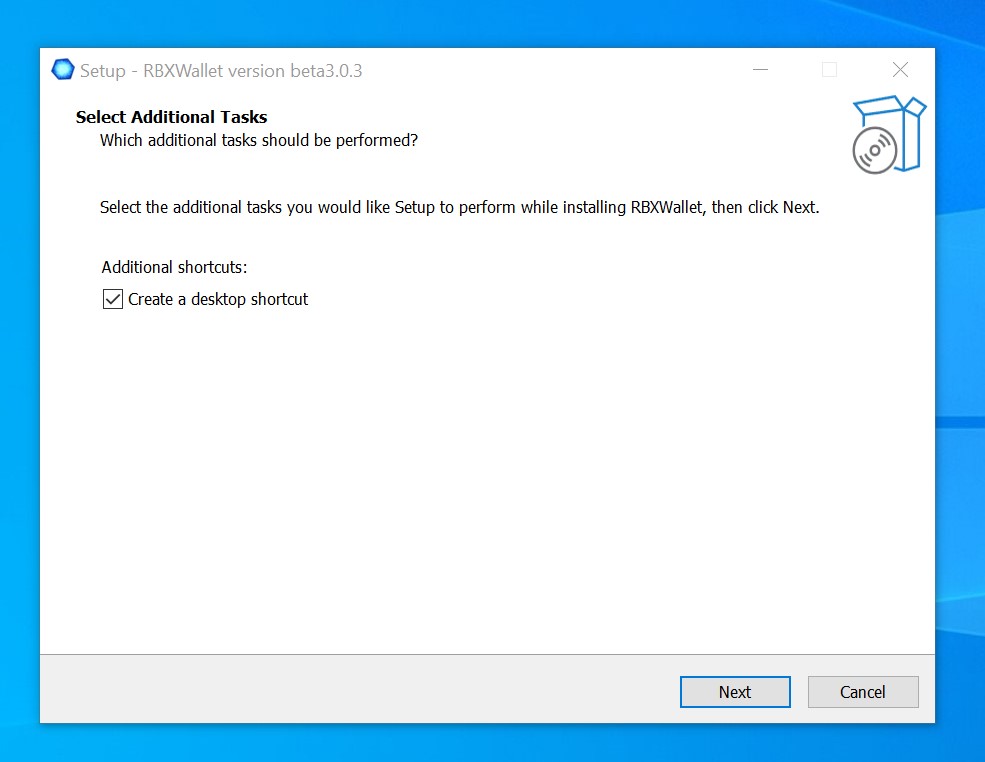 Setup - RBXWallet version beta3.0.3
Select Additional Tasks
Which additional tasks should be performed?
Select the additional tasks you would like Setup to perform while installing RBXWallet, then click Next.
Additional shortcuts:
Create a desktop shortcut
Next
Cancel